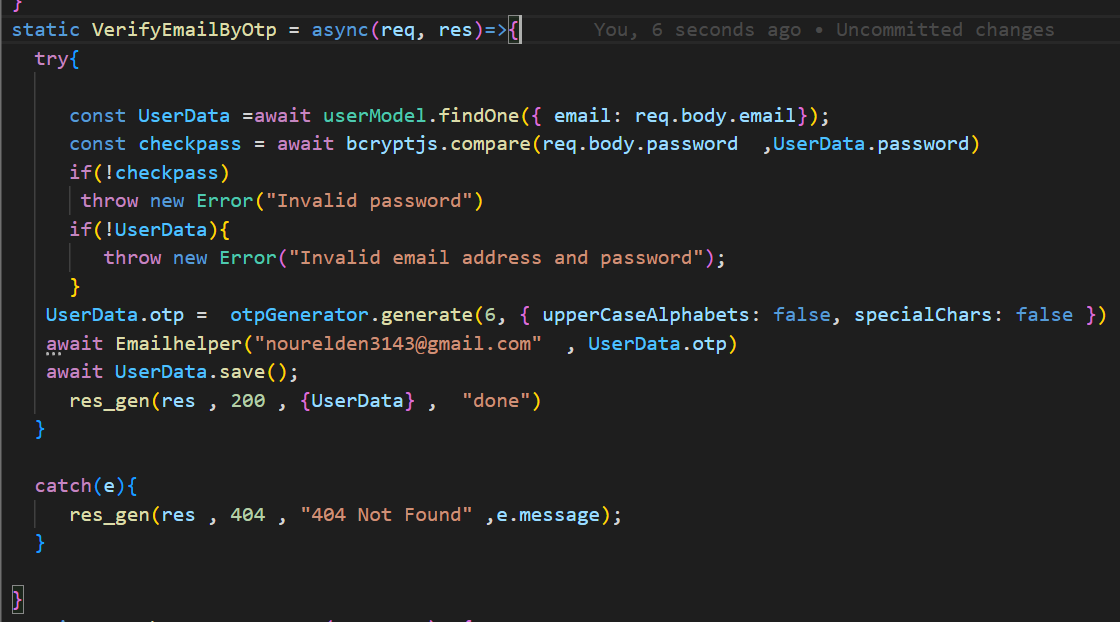 }
static VerifyEmailByOtp = async(req, res)=>{ You, 6 seconds ago • Uncommitted changes
try{
const UserData =await userModel.findOne({ email: req.body.email});
const checkpass = await bcryptjs.compare(req.body.password ,UserData.password)
if(!checkpass)
throw new Error("Invalid password")
if(!UserData){
throw new Error("Invalid email address and password");
}
UserData.otp = otpGenerator.generate(6, { upperCaseAlphabets: false, specialChars: false })
await Emailhelper("nourelden3143@gmail.com" , UserData.otp)
await UserData.save();
res_gen(res , 200 , {UserData} , "done")
}
catch(e){
res_gen(res , 404 , "404 Not Found" ,e.message);
}
}